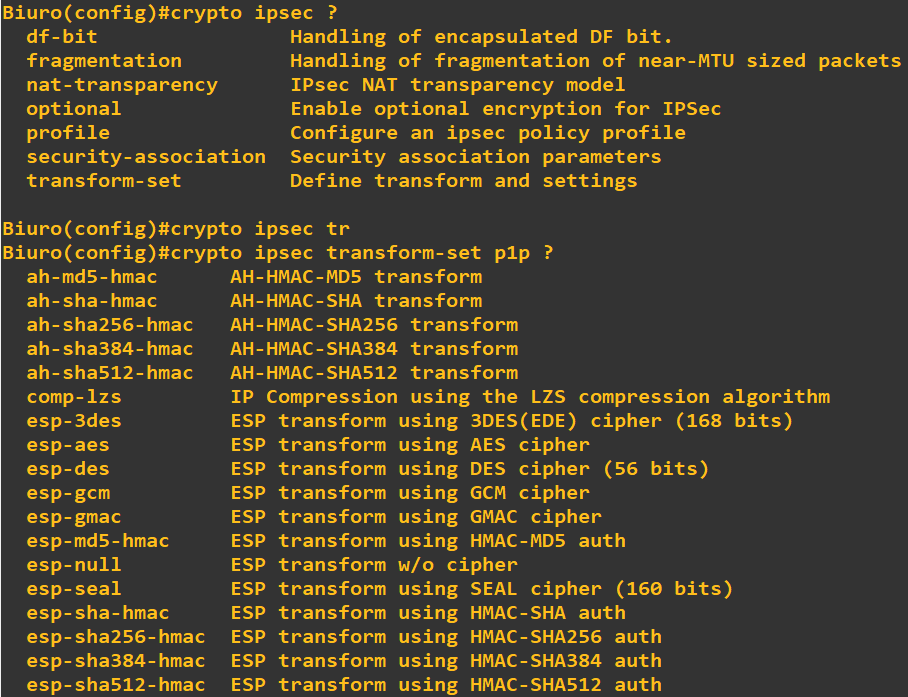 Biuro(config)#crypto ipsec ?
  df-bit                Handling of encapsulated DF bit.
  fragmentation         Handling of fragmentation of near-MTU sized packets
  nat-transparency      IPsec NAT transparency model
  optional              Enable optional encryption for IPSec
  profile               Configure an ipsec policy profile
  security-association  Security association parameters
  transform-set         Define transform and settings

Biuro(config)#crypto ipsec tr
Biuro(config)#crypto ipsec transform-set p1p ?
  ah-md5-hmac      AH-HMAC-MD5 transform
  ah-sha-hmac      AH-HMAC-SHA transform
  ah-sha256-hmac   AH-HMAC-SHA256 transform
  ah-sha384-hmac   AH-HMAC-SHA384 transform
  ah-sha512-hmac   AH-HMAC-SHA512 transform
  comp-lzs         IP Compression using the LZS compression algorithm
  esp-3des         ESP transform using 3DES(EDE) cipher (168 bits)
  esp-aes          ESP transform using AES cipher
  esp-des          ESP transform using DES cipher (56 bits)
  esp-gcm          ESP transform using GCM cipher
  esp-gmac         ESP transform using GMAC cipher
  esp-md5-hmac     ESP transform using HMAC-MD5 auth
  esp-null         ESP transform w/o cipher
  esp-seal         ESP transform using SEAL cipher (160 bits)
  esp-sha-hmac     ESP transform using HMAC-SHA auth
  esp-sha256-hmac  ESP transform using HMAC-SHA256 auth
  esp-sha384-hmac  ESP transform using HMAC-SHA384 auth
  esp-sha512-hmac  ESP transform using HMAC-SHA512 auth